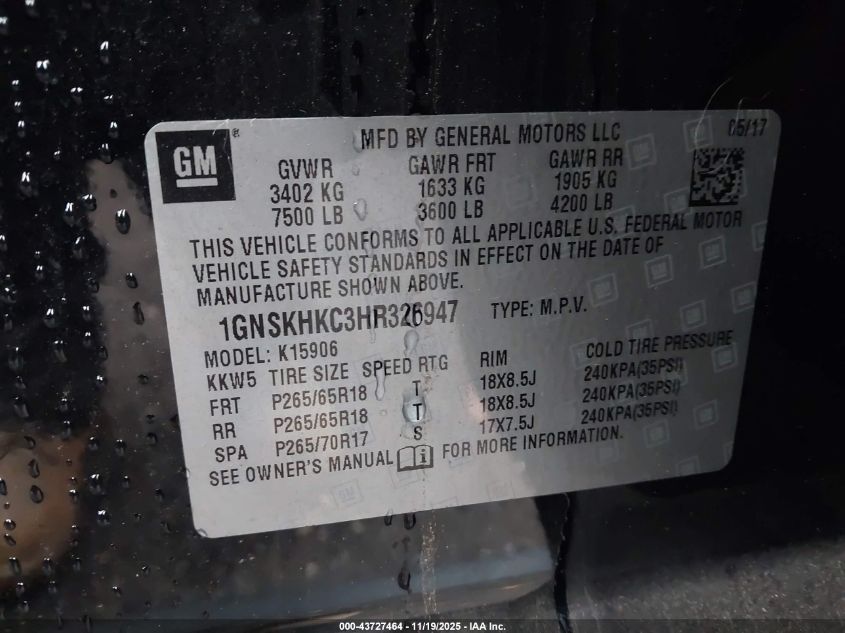 GM ®
MFD BY GENERAL MOTORS LLC 05/17
GVWR GAWR FRT GAWR RR
3402 KG 1633 KG 1905 KG
7500 LB 3600 LB 4200 LB
THIS VEHICLE CONFORMS TO ALL APPLICABLE U.S. FEDERAL MOTOR
VEHICLE SAFETY STANDARDS IN EFFECT ON THE DATE OF
MANUFACTURE SHOWN ABOVE.
1GNSKHKC3HR326947 TYPE: M.P.V.
MODEL: K15906
KKW5 TIRE SIZE SPEED RTG RIM COLD TIRE PRESSURE
FRT P265/65R18 T 18X8.5J 240KPA(35PSI)
RR P265/65R18 T 18X8.5J 240KPA(35PSI)
SPA P265/70R17 S 17X7.5J 240KPA(35PSI)
SEE OWNER'S MANUAL FOR MORE INFORMATION.
000-43727464 - 11/19/2025 - IAA Inc.